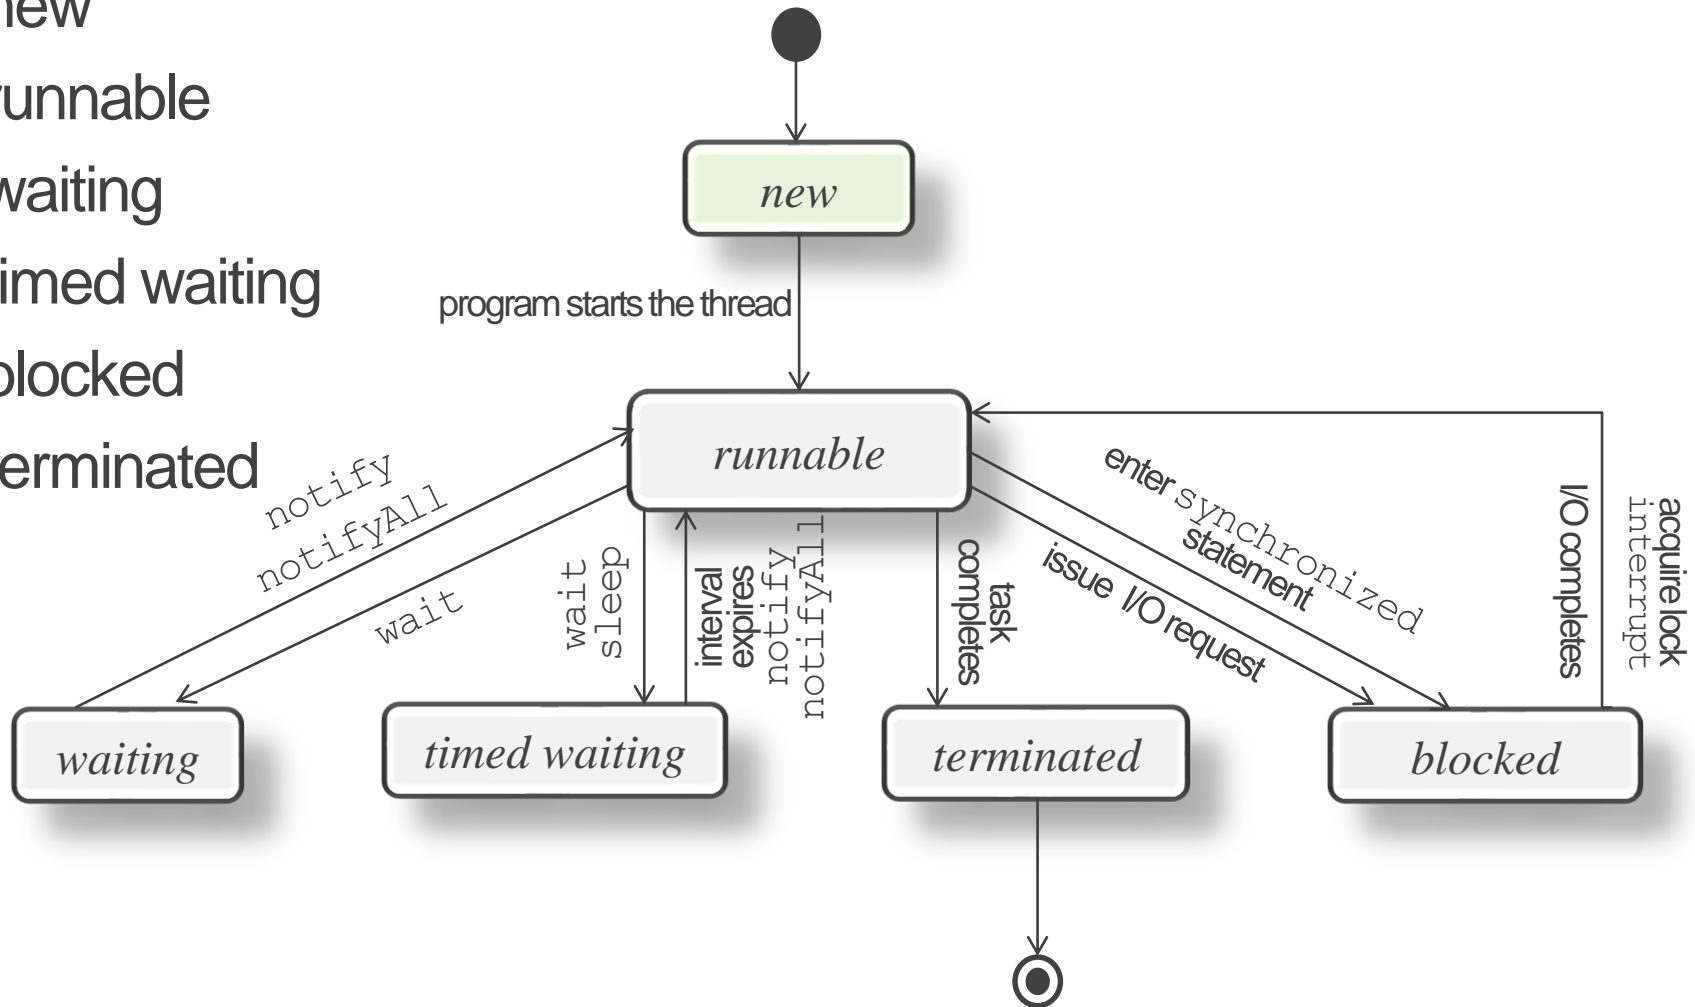 new
runnable
waiting
timed waiting
blocked
terminated
new
program starts the thread
runnable
notify
notifyAll
wait
wait
sleep
interval
expires
notify
notifyAll
task
completes
enter synchronized
statement
issue I/O request
I/O completes
acquire lock
interrupt
waiting
timed waiting
terminated
blocked